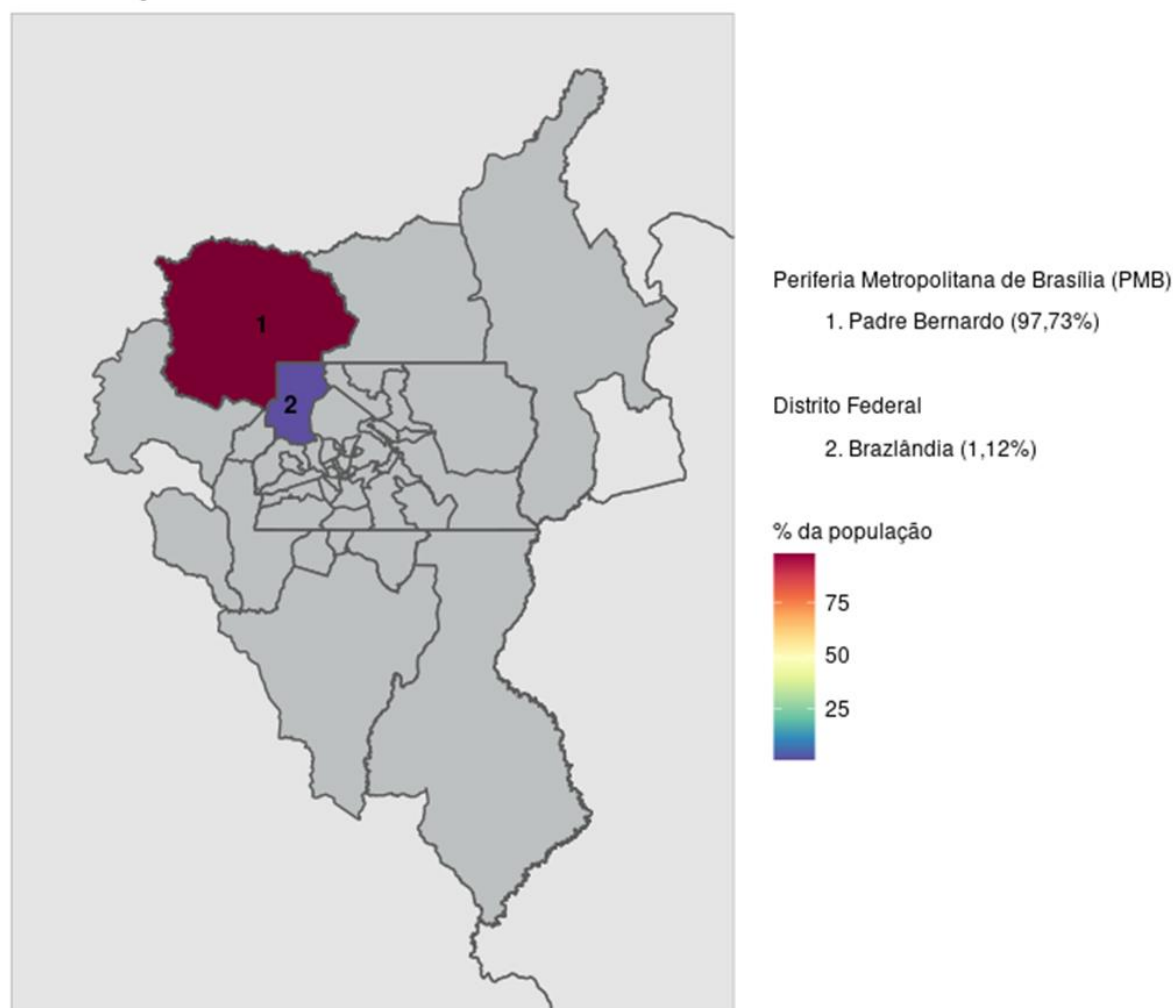 1
2
Periferia Metropolitana de Brasília (PMB)
1. Padre Bernardo (97,73%)
Distrito Federal
2. Brazlândia (1,12%)
% da população
75
50
25